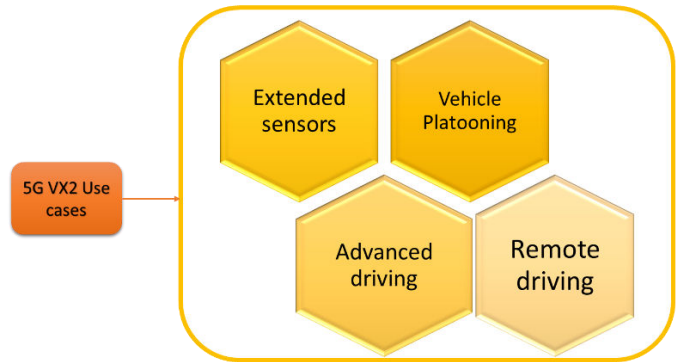 5G VX2 Use
cases
Extended
sensors
Vehicle
Platooning
Advanced
driving
Remote
driving